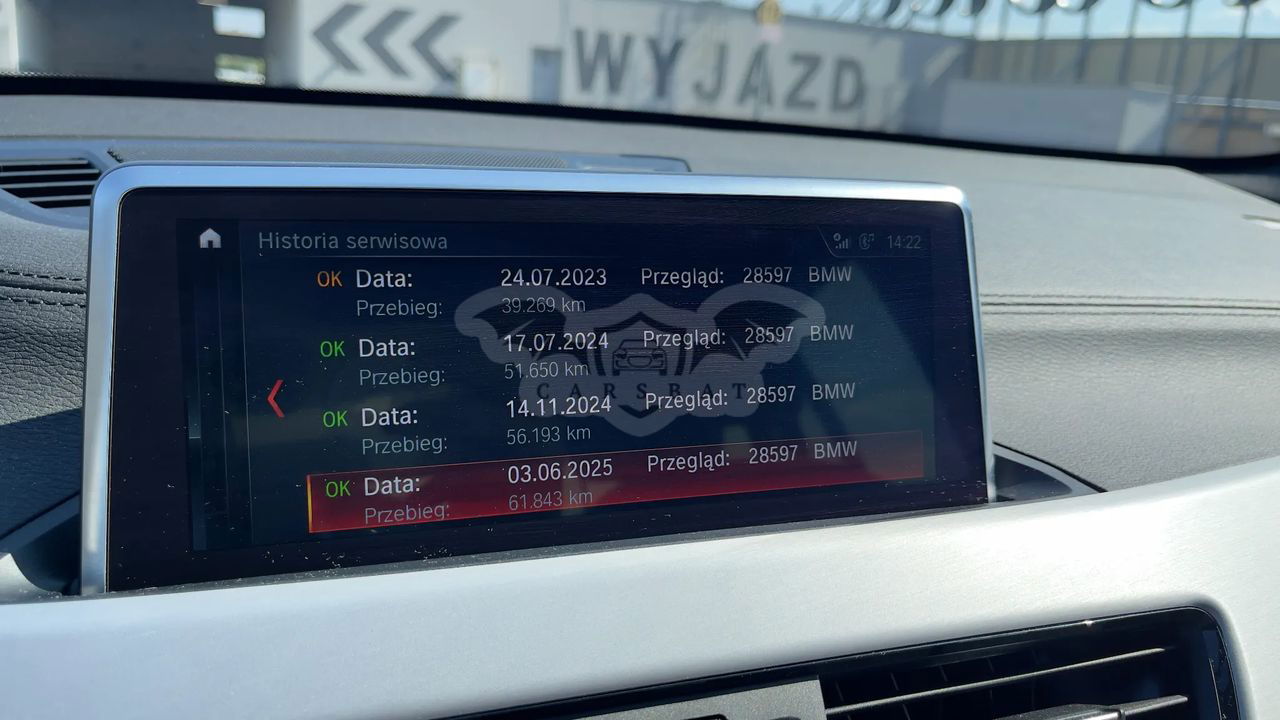 WYJAZD
Historia serwisowa 14:22
OK Data: 24.07.2023 Przegląd: 28597 BMW
Przebieg: 39.269 km
OK Data: 17.07.2024 Przegląd: 28597 BMW
Przebieg: 51.650 km
CARSBAT
OK Data: 14.11.2024 Przegląd: 28597 BMW
Przebieg: 56.193 km
OK Data: 03.06.2025 Przegląd: 28597 BMW
Przebieg: 61.843 km